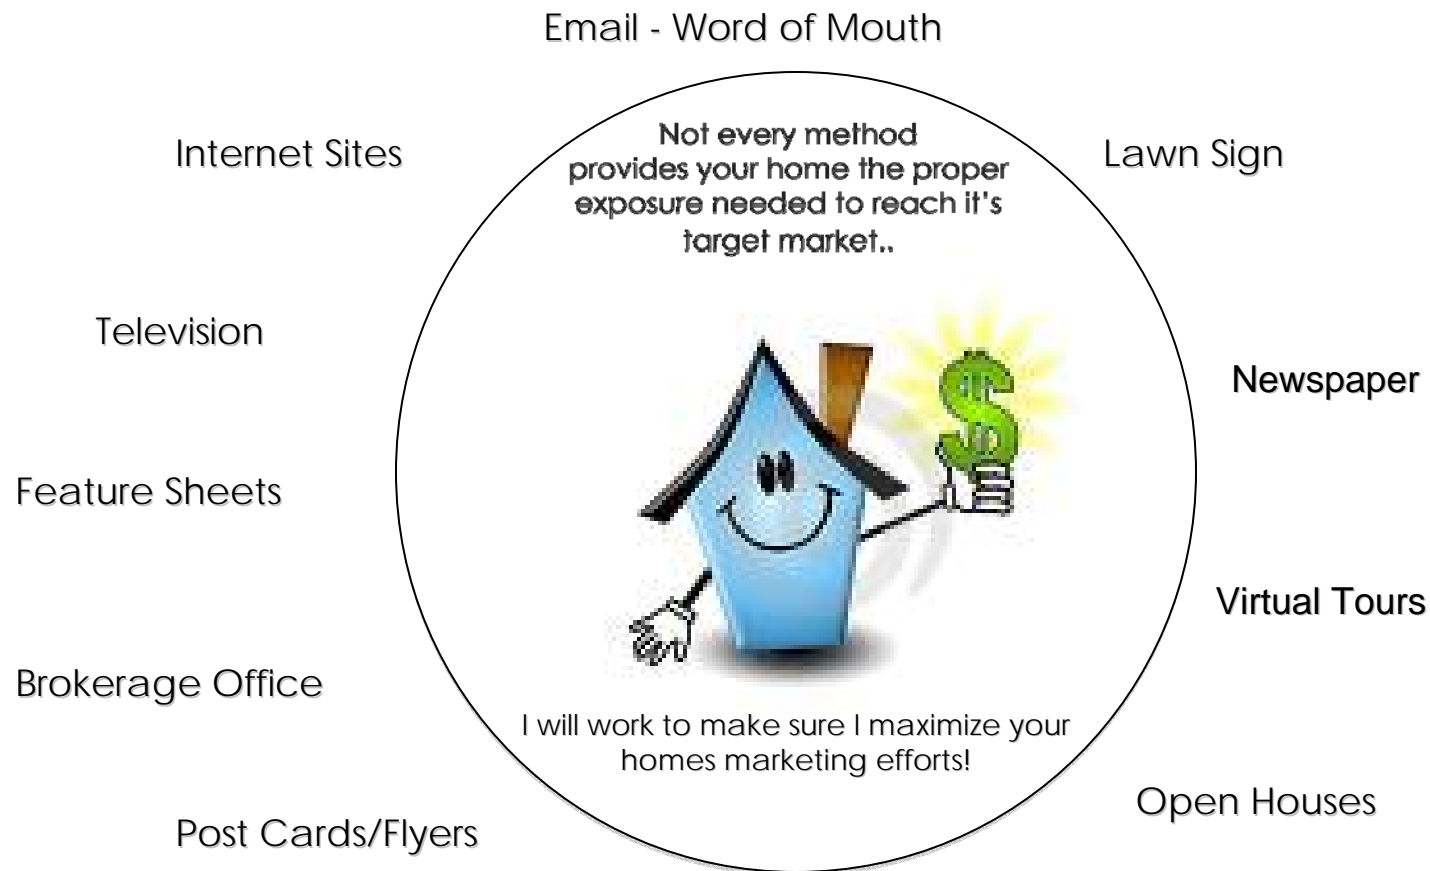 Email - Word of Mouth
Internet Sites
Lawn Sign
Not every method
provides your home the proper
exposure needed to reach it's
target market..
Television
Newspaper
Feature Sheets
Virtual Tours
Brokerage Office
I will work to make sure I maximize your
homes marketing efforts!
Open Houses
Post Cards/Flyers